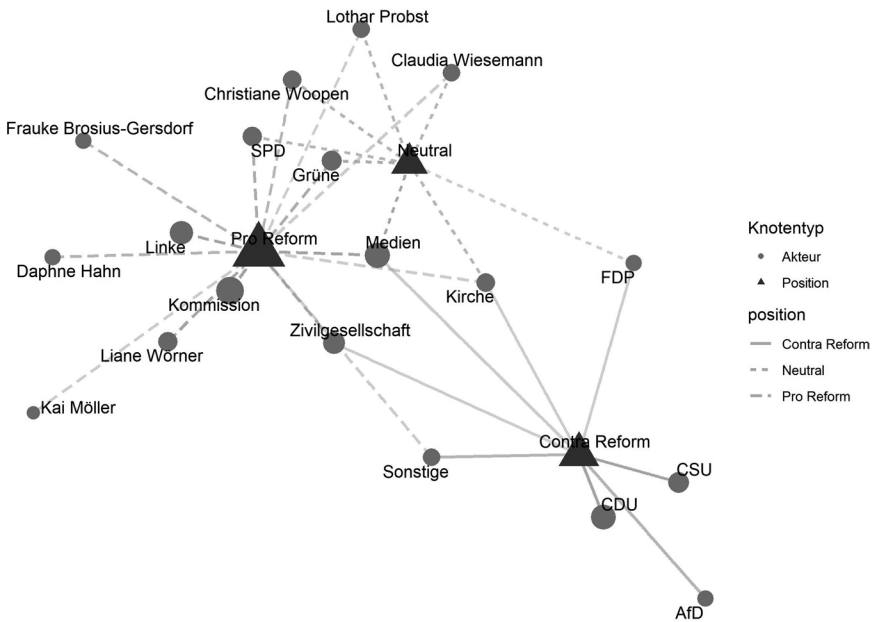 Lothar Probst
Claudia Wiesemann
Christiane Woopen
Frauke Brosius-Gersdorf
SPD
Neutral
Grüne
Linke
Pro Reform
Medien
Daphne Hahn
Kommission
Kirche
FDP
Zivilgesellschaft
Liane Wörner
Kai Möller
Sonstige
Contra Reform
CSU
CDU
AfD
Knotentyp
Akteur
Position
position
Contra Reform
Neutral
Pro Reform